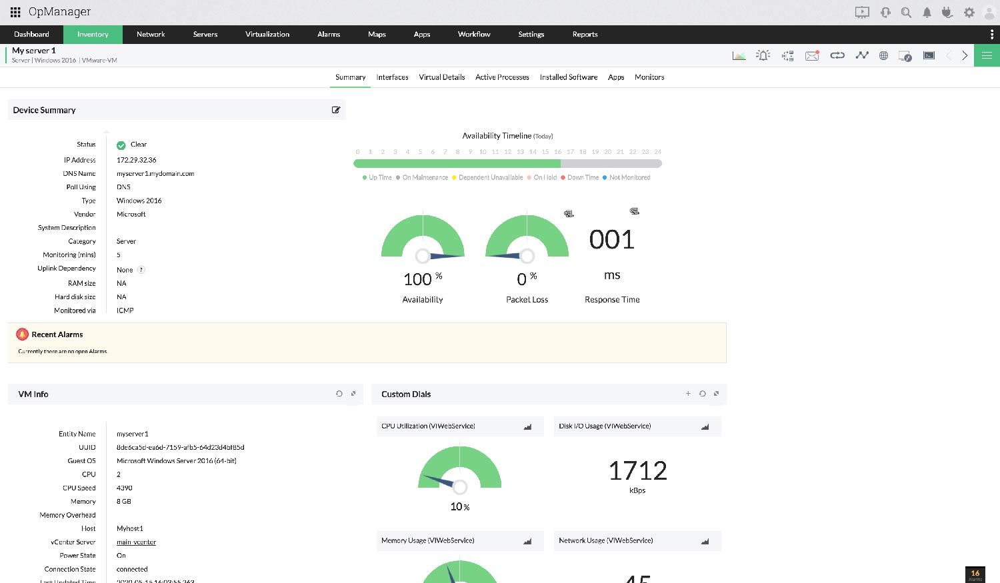 OpManager
Dashboard Inventory Network Servers Virtualization Alarms Maps Apps Workflow Settings Reports
My server 1
Server | Windows 2016 | VMware-VM
Summary Interfaces Virtual Details Active Processes Installed Software Apps Monitors
Device Summary
Status Clear
IP Address 172.29.32.36
DNS Name myserver1.mydomain.com
Poll Using DNS
Type Windows 2016
Vendor Microsoft
System Description
Category Server
Monitoring (mins) 5
Uplink Dependency None ?
RAM size NA
Hard disk size NA
Monitored via ICMP
Availability Timeline (Today)
0 1 2 3 4 5 6 7 8 9 10 11 12 13 14 15 16 17 18 19 20 21 22 23 24
Up Time On Maintenance Dependent Unavailable On Hold Down Time Not Monitored
100 %
Availability
0 %
Packet Loss
001
ms
Response Time
Recent Alarms
Currently there are no open Alarms.
VM Info
Entity Name myserver1
UUID 8de6ca5d-ea6d-7159-afb5-64d23d4bf85d
Guest OS Microsoft Windows Server 2016 (64-bit)
CPU 2
CPU Speed 4390
Memory 8 GB
Memory Overhead
Host Myhost1
vCenter Server main-vcenter
Power State On
Connection State connected
Last Updated Time 2020-05-15 16:03:55.263
Custom Dials
CPU Utilization (VIWebService)
10 %
Disk I/O Usage (VIWebService)
1712
kBps
Memory Usage (VIWebService)
Network Usage (VIWebService)
45
16
Alarms